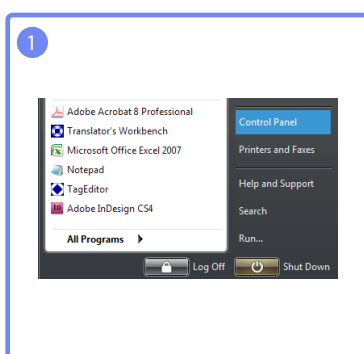 1
Adobe Acrobat 8 Professional
Translator's Workbench
Microsoft Office Excel 2007
Notepad
TagEditor
Adobe InDesign CS4
All Programs
Control Panel
Printers and Faxes
Help and Support
Search
Run...
Log Off
Shut Down